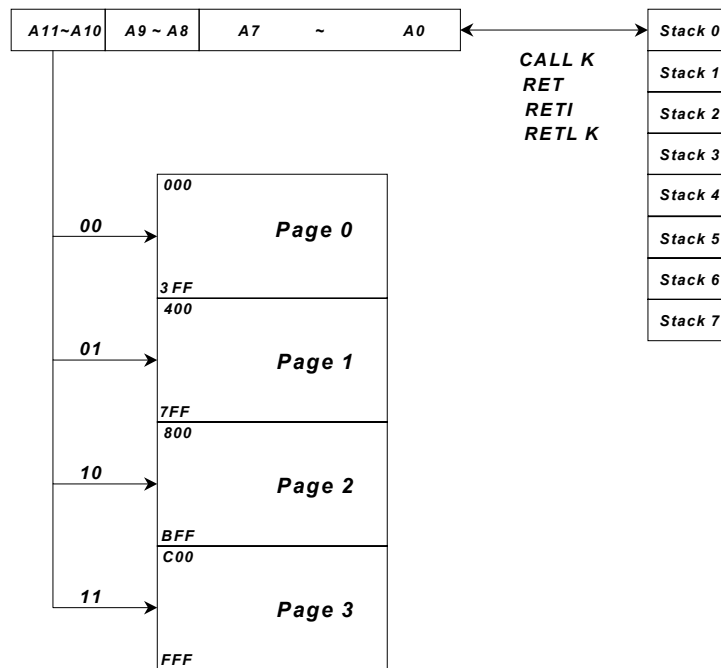 A11~A10 A9 ~ A8 A7 ~ A0
CALL K
RET
RETI
RETL K
Stack 0
Stack 1
Stack 2
Stack 3
Stack 4
Stack 5
Stack 6
Stack 7
00
000
Page 0
3FF
01
400
Page 1
7FF
10
800
Page 2
BFF
11
C00
Page 3
FFF